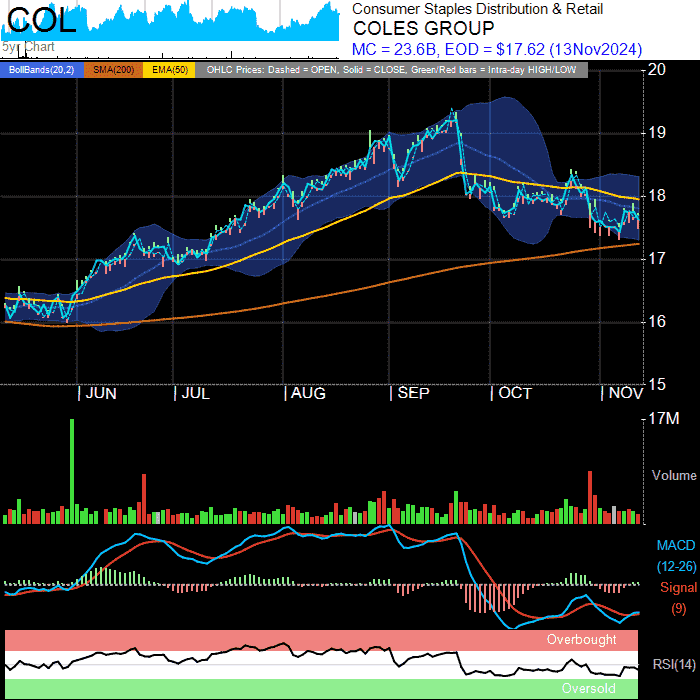 COL
5yr Chart
Consumer Staples Distribution & Retail
COLES GROUP
MC = 23.6B, EOD = $17.62 (13Nov2024)
BollBands(20,2) SMA(200) EMA(50) OHLC Prices: Dashed = OPEN, Solid = CLOSE, Green/Red bars = Intra-day HIGH/LOW
20
19
18
17
16
15
| JUN | JUL | AUG | SEP | OCT | NOV
17M
Volume
MACD
(12-26)
Signal
(9)
Overbought
RSI(14)
Oversold